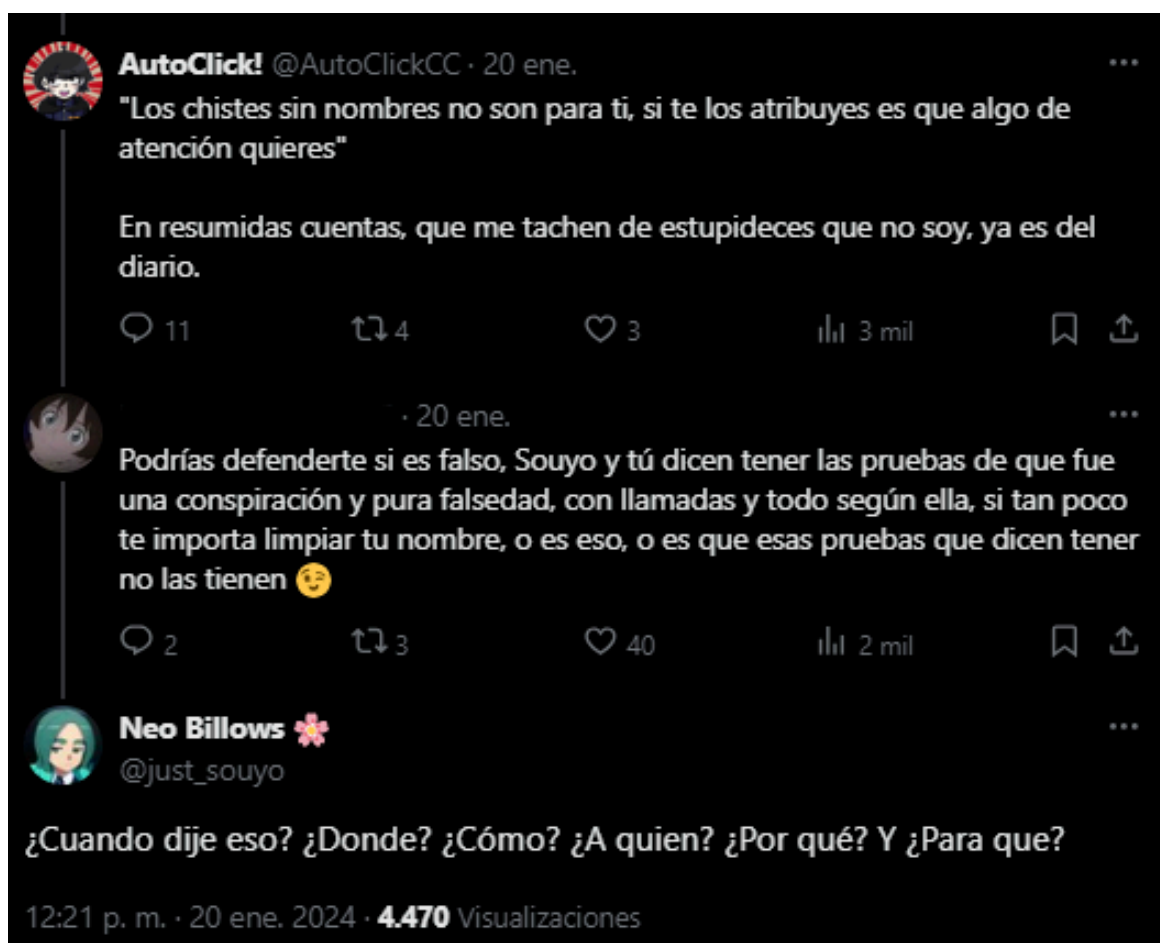 AutoClick! @AutoClickCC · 20 ene.
"Los chistes sin nombres no son para ti, si te los atribuyes es que algo de
atención quieres"
En resumidas cuentas, que me tachen de estupideces que no soy, ya es del
diario.
11 4 3 3 mil
· 20 ene.
Podrías defenderte si es falso, Souyo y tú dicen tener las pruebas de que fue
una conspiración y pura falsedad, con llamadas y todo según ella, si tan poco
te importa limpiar tu nombre, o es eso, o es que esas pruebas que dicen tener
no las tienen 😉
2 3 40 2 mil
Neo Billows 🌸
@just_souyo
¿Cuando dije eso? ¿Donde? ¿Cómo? ¿A quien? ¿Por qué? Y ¿Para que?
12:21 p. m. · 20 ene. 2024 · 4.470 Visualizaciones